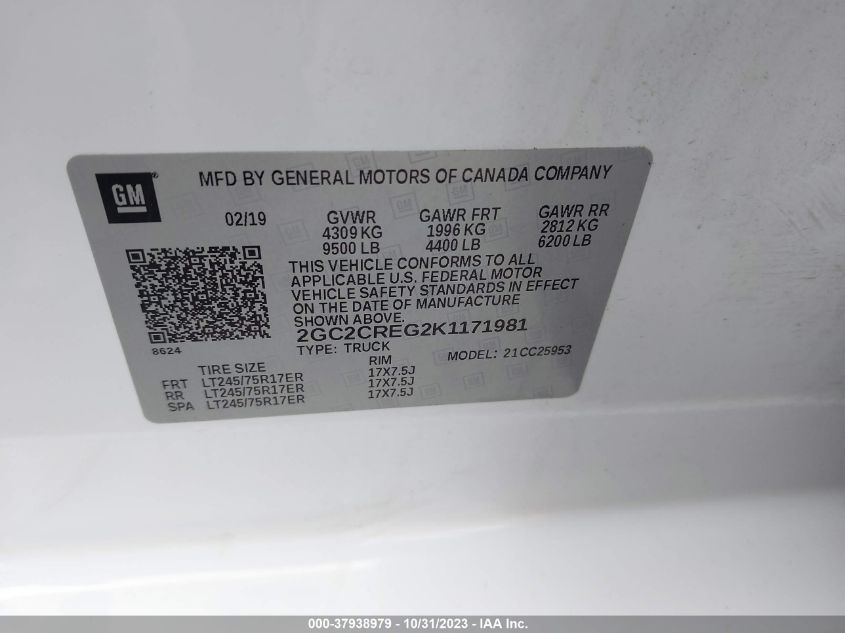 GM
MFD BY GENERAL MOTORS OF CANADA COMPANY
02/19 GVWR GAWR FRT GAWR RR
4309 KG 1996 KG 2812 KG
9500 LB 4400 LB 6200 LB
THIS VEHICLE CONFORMS TO ALL
APPLICABLE U.S. FEDERAL MOTOR
VEHICLE SAFETY STANDARDS IN EFFECT
ON THE DATE OF MANUFACTURE
SHOWN ABOVE.
2GC2CREG2K1171981
8624
TYPE: TRUCK MODEL: 21CC25953
TIRE SIZE RIM
FRT LT245/75R17ER 17X7.5J
RR LT245/75R17ER 17X7.5J
SPA LT245/75R17ER 17X7.5J
000-37938979 - 10/31/2023 - © 2023 IAA, Inc.